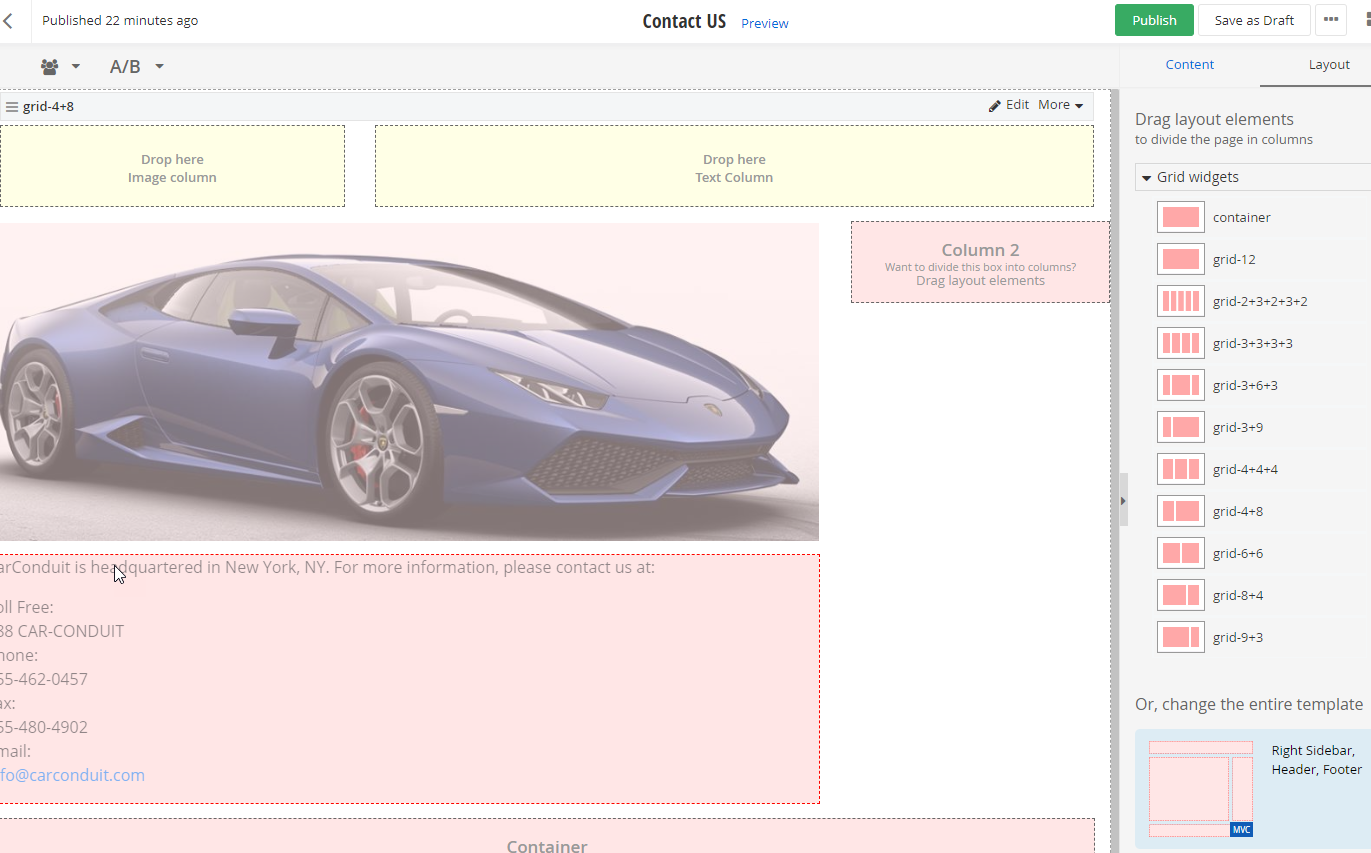 Published 22 minutes ago
Contact US
Preview
Publish
Save as Draft
A/B
Content
Layout
grid-4+8
Edit
More
Drop here
Image column
Drop here
Text Column
Column 2
Want to divide this box into columns?
Drag layout elements
arConduit is headquartered in New York, NY. For more information, please contact us at:
oll Free:
88 CAR-CONDUIT
hone:
55-462-0457
ax:
55-480-4902
mail:
nfo@carconduit.com
Container
Drag layout elements
to divide the page in columns
Grid widgets
container
grid-12
grid-2+3+2+3+2
grid-3+3+3+3
grid-3+6+3
grid-3+9
grid-4+4+4
grid-4+8
grid-6+6
grid-8+4
grid-9+3
Or, change the entire template
Right Sidebar,
Header, Footer
MVC